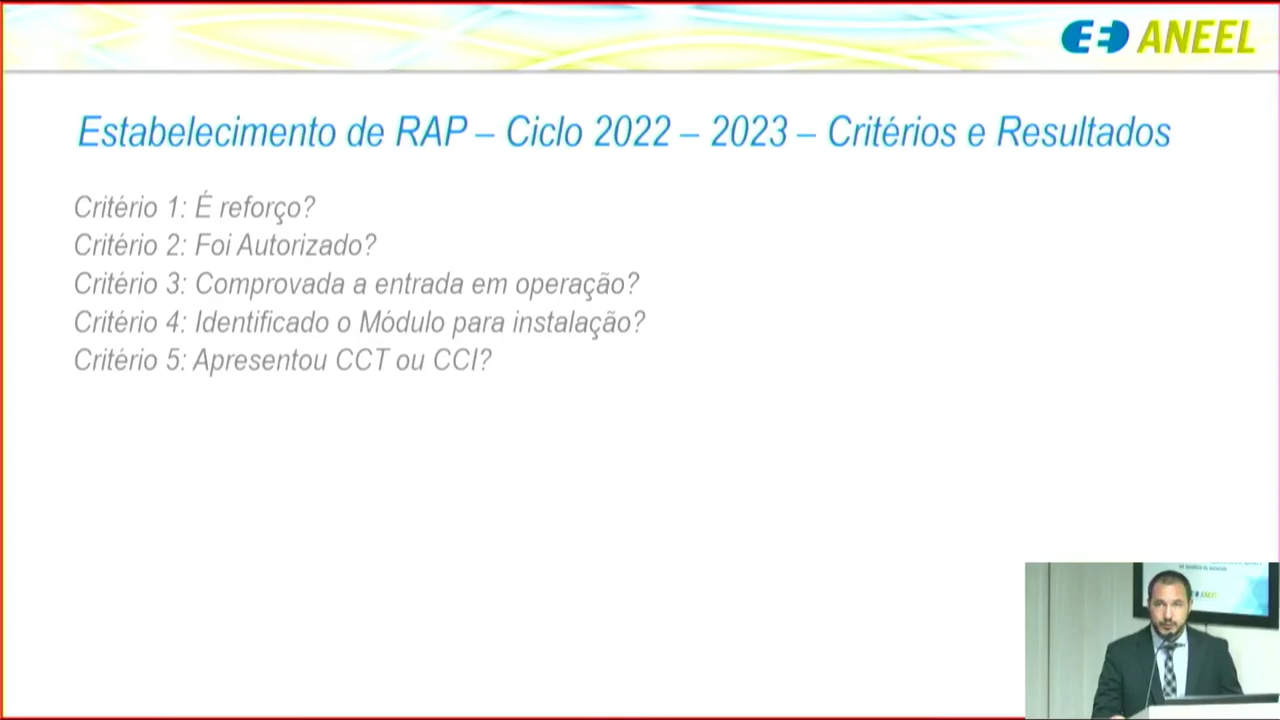 ANEEL
Estabelecimento de RAP – Ciclo 2022 – 2023 – Critérios e Resultados
Critério 1: É reforço?
Critério 2: Foi Autorizado?
Critério 3: Comprovada a entrada em operação?
Critério 4: Identificado o Módulo para instalação?
Critério 5: Apresentou CCT ou CCI?
ANEEL